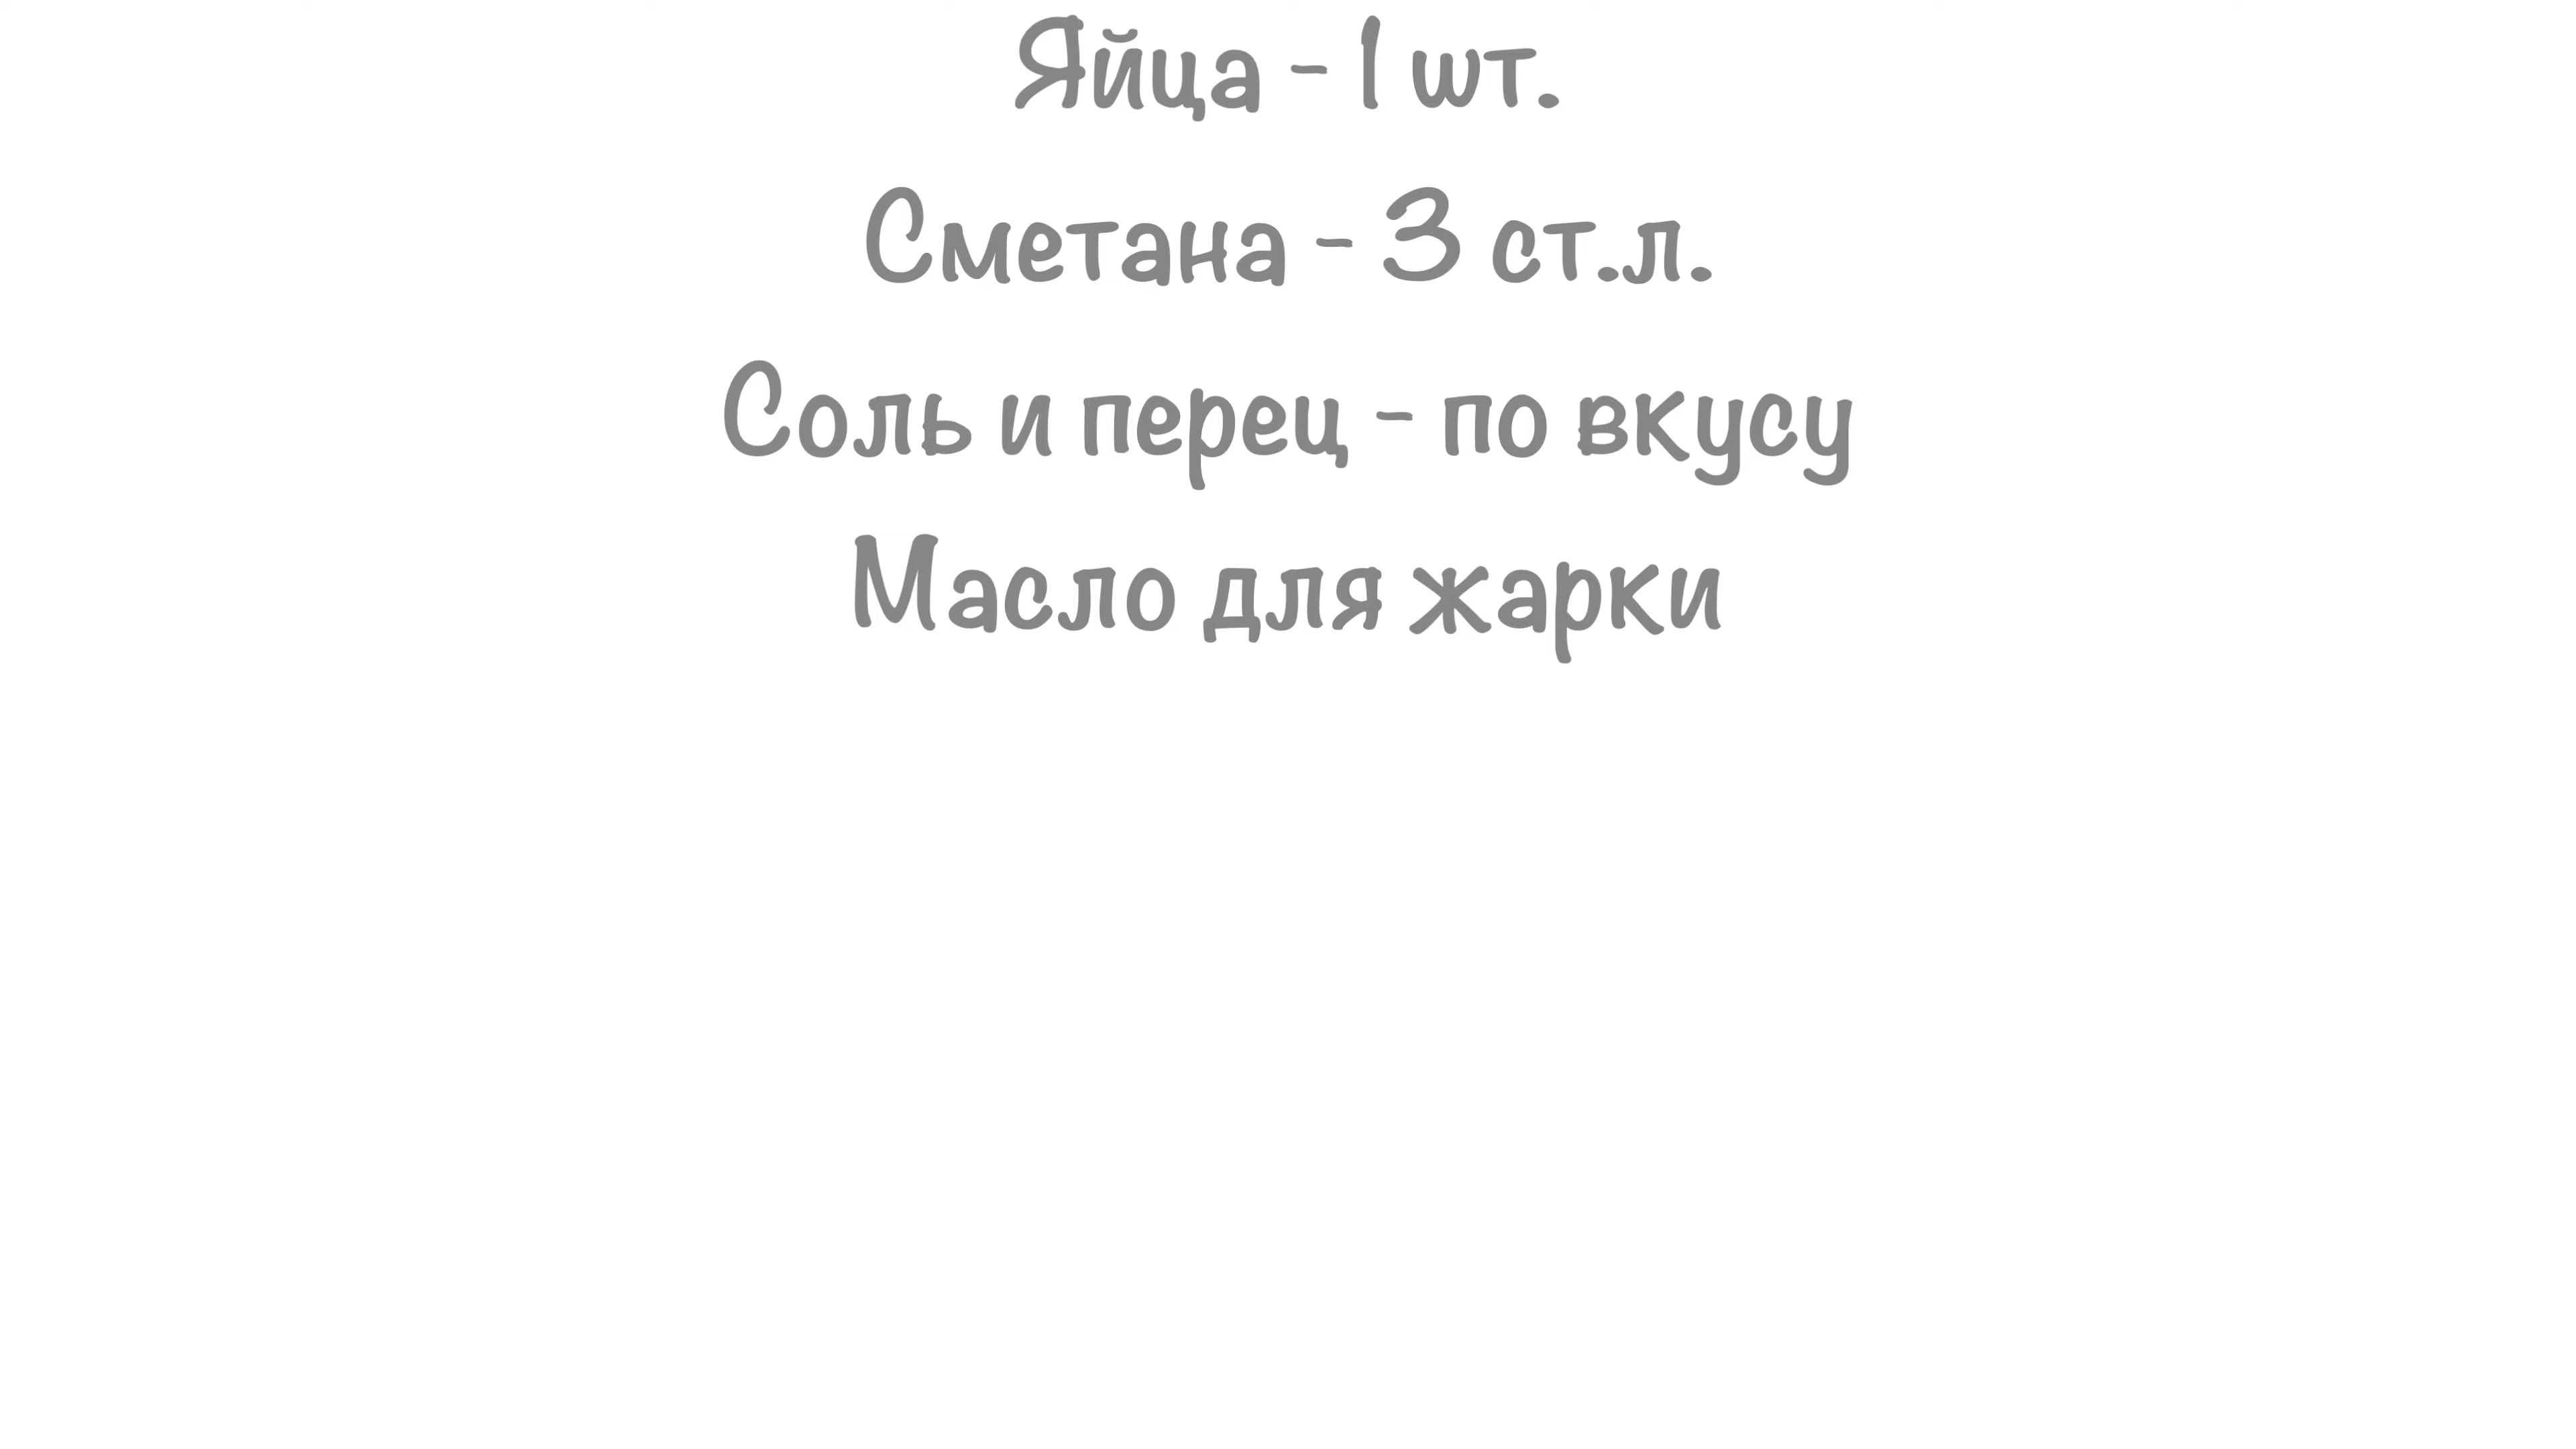 Яйца - 1 шт.
Сметана - 3 ст.л.
Соль и перец - по вкусу
Масло для жарки